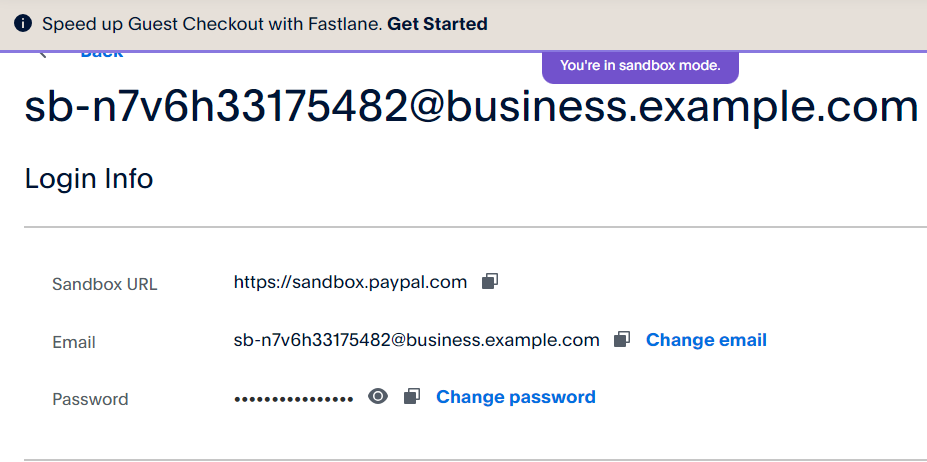 Speed up Guest Checkout with Fastlane. Get Started
Back
You're in sandbox mode.
sb-n7v6h33175482@business.example.com
Login Info
Sandbox URL https://sandbox.paypal.com
Email sb-n7v6h33175482@business.example.com Change email
Password •••••••••••••••• Change password